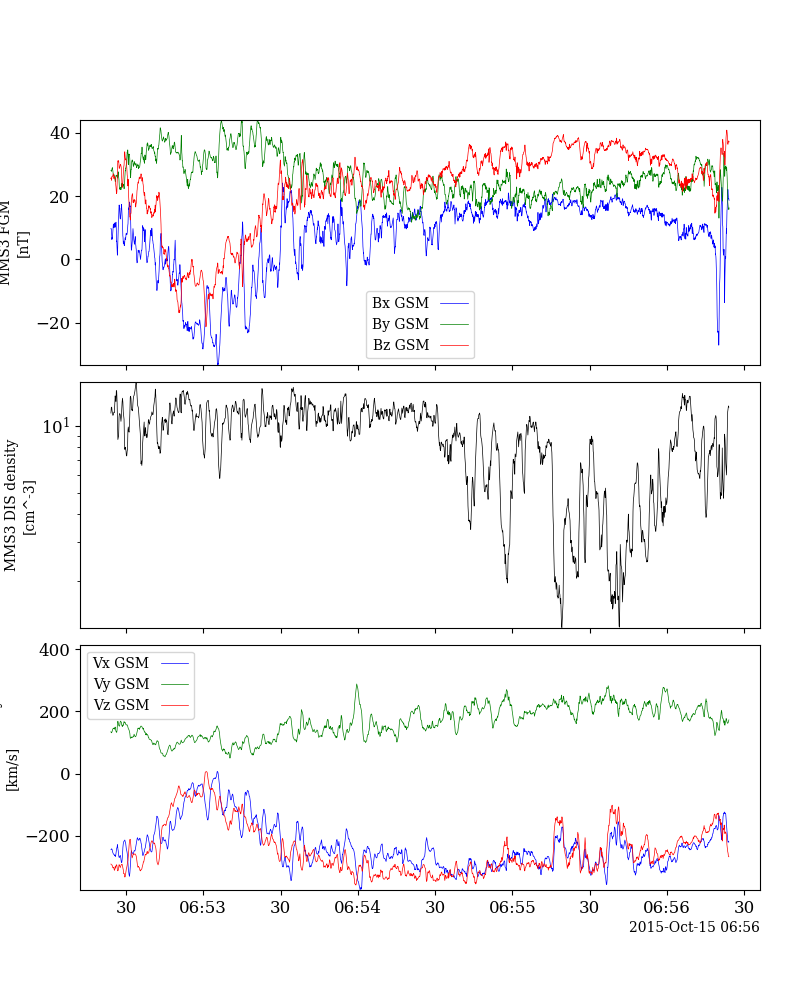 40
20
0
−20
MMS3 FGM
[nT]
Bx GSM
By GSM
Bz GSM
10^1
MMS3 DIS density
[cm^-3]
400
200
0
−200
[km/s]
Vx GSM
Vy GSM
Vz GSM
30 06:53 30 06:54 30 06:55 30 06:56 30
2015-Oct-15 06:56